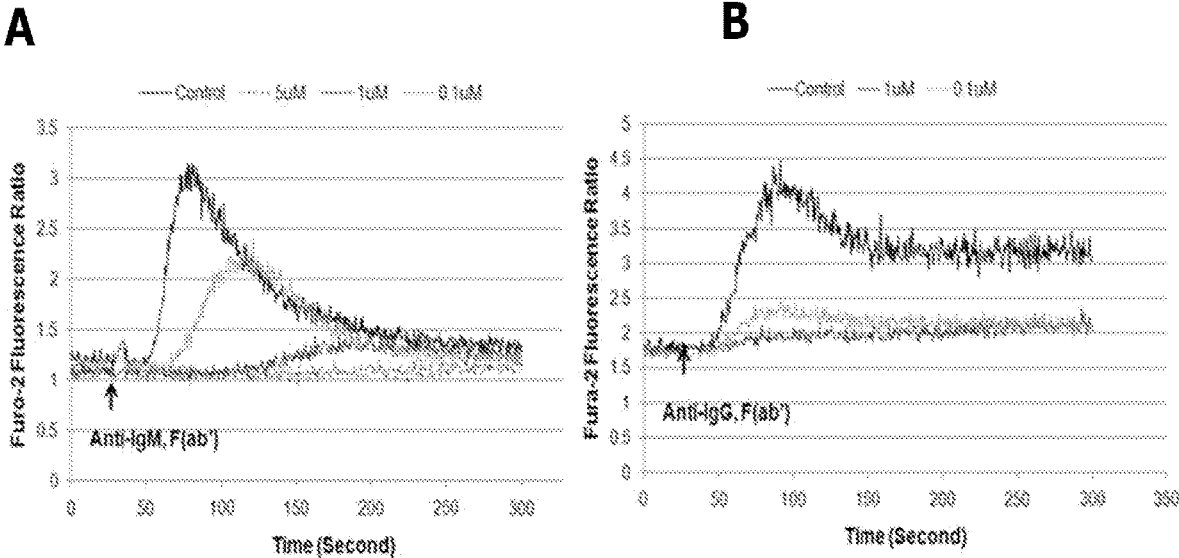 A
Control 5uM 1uM 0.1uM
Fura-2 Fluorescence Ratio
3.5
3
2.5
2
1.5
1
0.5
0
Anti-IgM, F(ab')
0 50 100 150 200 250 300
Time (Second)
B
Control 1uM 0.1uM
Fura-2 Fluorescence Ratio
5
4.5
4
3.5
3
2.5
2
1.5
1
0.5
0
Anti-IgG, F(ab')
0 50 100 150 200 250 300 350
Time (Second)